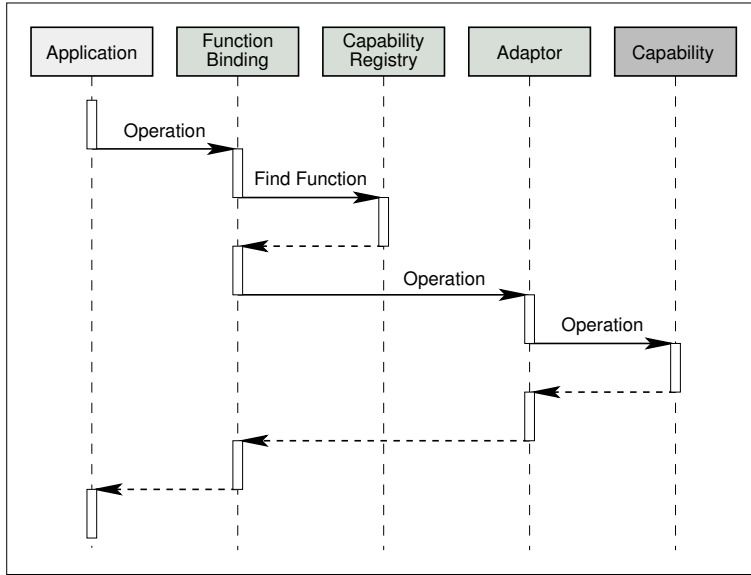 Application
Function
Binding
Capability
Registry
Adaptor
Capability
Operation
Find Function
Operation
Operation